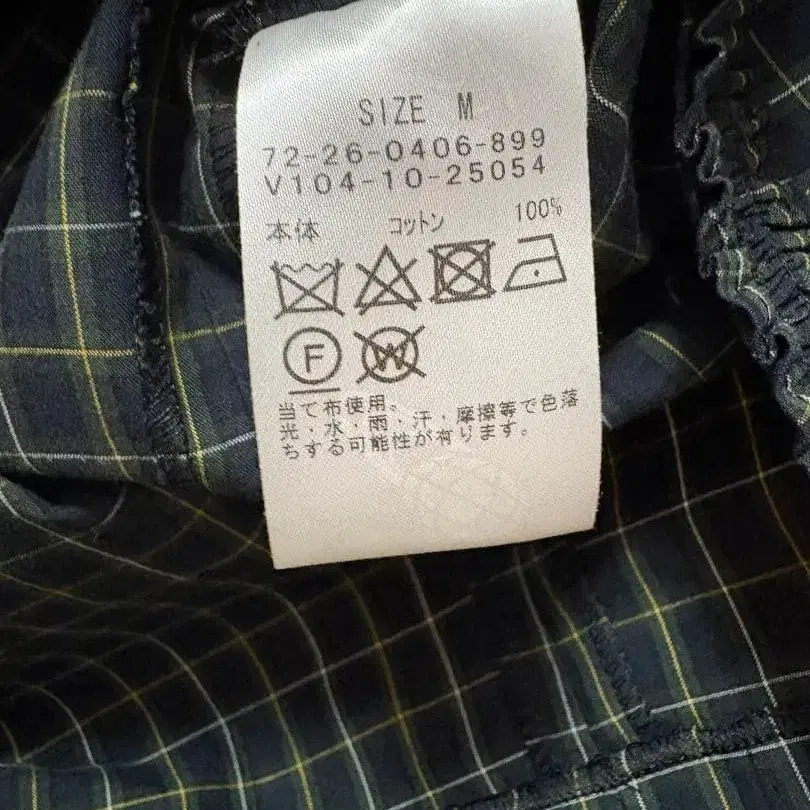 SIZE M
72-26-0406-899
V104-10-25054
本体 コットン 100%
F W
当て布使用。
光・水・雨・汗・摩擦等で色落
ちする可能性が有ります。